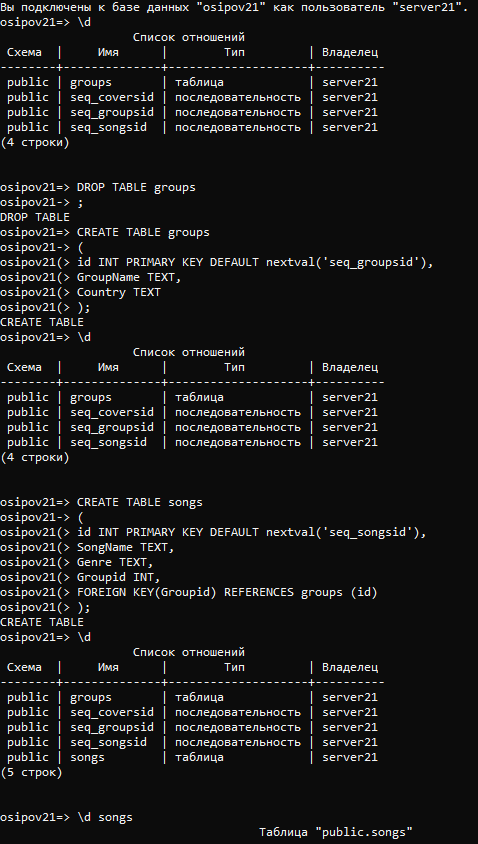 Вы подключены к базе данных "osipov21" как пользователь "server21".
osipov21=> \d
                   Список отношений
 Схема  |     Имя      |        Тип         | Владелец
--------+--------------+--------------------+----------
 public | groups       | таблица            | server21
 public | seq_coversid | последовательность | server21
 public | seq_groupsid | последовательность | server21
 public | seq_songsid  | последовательность | server21
(4 строки)
osipov21=> DROP TABLE groups
osipov21-> ;
DROP TABLE
osipov21=> CREATE TABLE groups
osipov21-> (
osipov21(> id INT PRIMARY KEY DEFAULT nextval('seq_groupsid'),
osipov21(> GroupName TEXT,
osipov21(> Country TEXT
osipov21(> );
CREATE TABLE
osipov21=> \d
                   Список отношений
 Схема  |     Имя      |        Тип         | Владелец
--------+--------------+--------------------+----------
 public | groups       | таблица            | server21
 public | seq_coversid | последовательность | server21
 public | seq_groupsid | последовательность | server21
 public | seq_songsid  | последовательность | server21
(4 строки)
osipov21=> CREATE TABLE songs
osipov21-> (
osipov21(> id INT PRIMARY KEY DEFAULT nextval('seq_songsid'),
osipov21(> SongName TEXT,
osipov21(> Genre TEXT,
osipov21(> Groupid INT,
osipov21(> FOREIGN KEY(Groupid) REFERENCES groups (id)
osipov21(> );
CREATE TABLE
osipov21=> \d
                   Список отношений
 Схема  |     Имя      |        Тип         | Владелец
--------+--------------+--------------------+----------
 public | groups       | таблица            | server21
 public | seq_coversid | последовательность | server21
 public | seq_groupsid | последовательность | server21
 public | seq_songsid  | последовательность | server21
 public | songs        | таблица            | server21
(5 строк)
osipov21=> \d songs
                                     Таблица "public.songs"